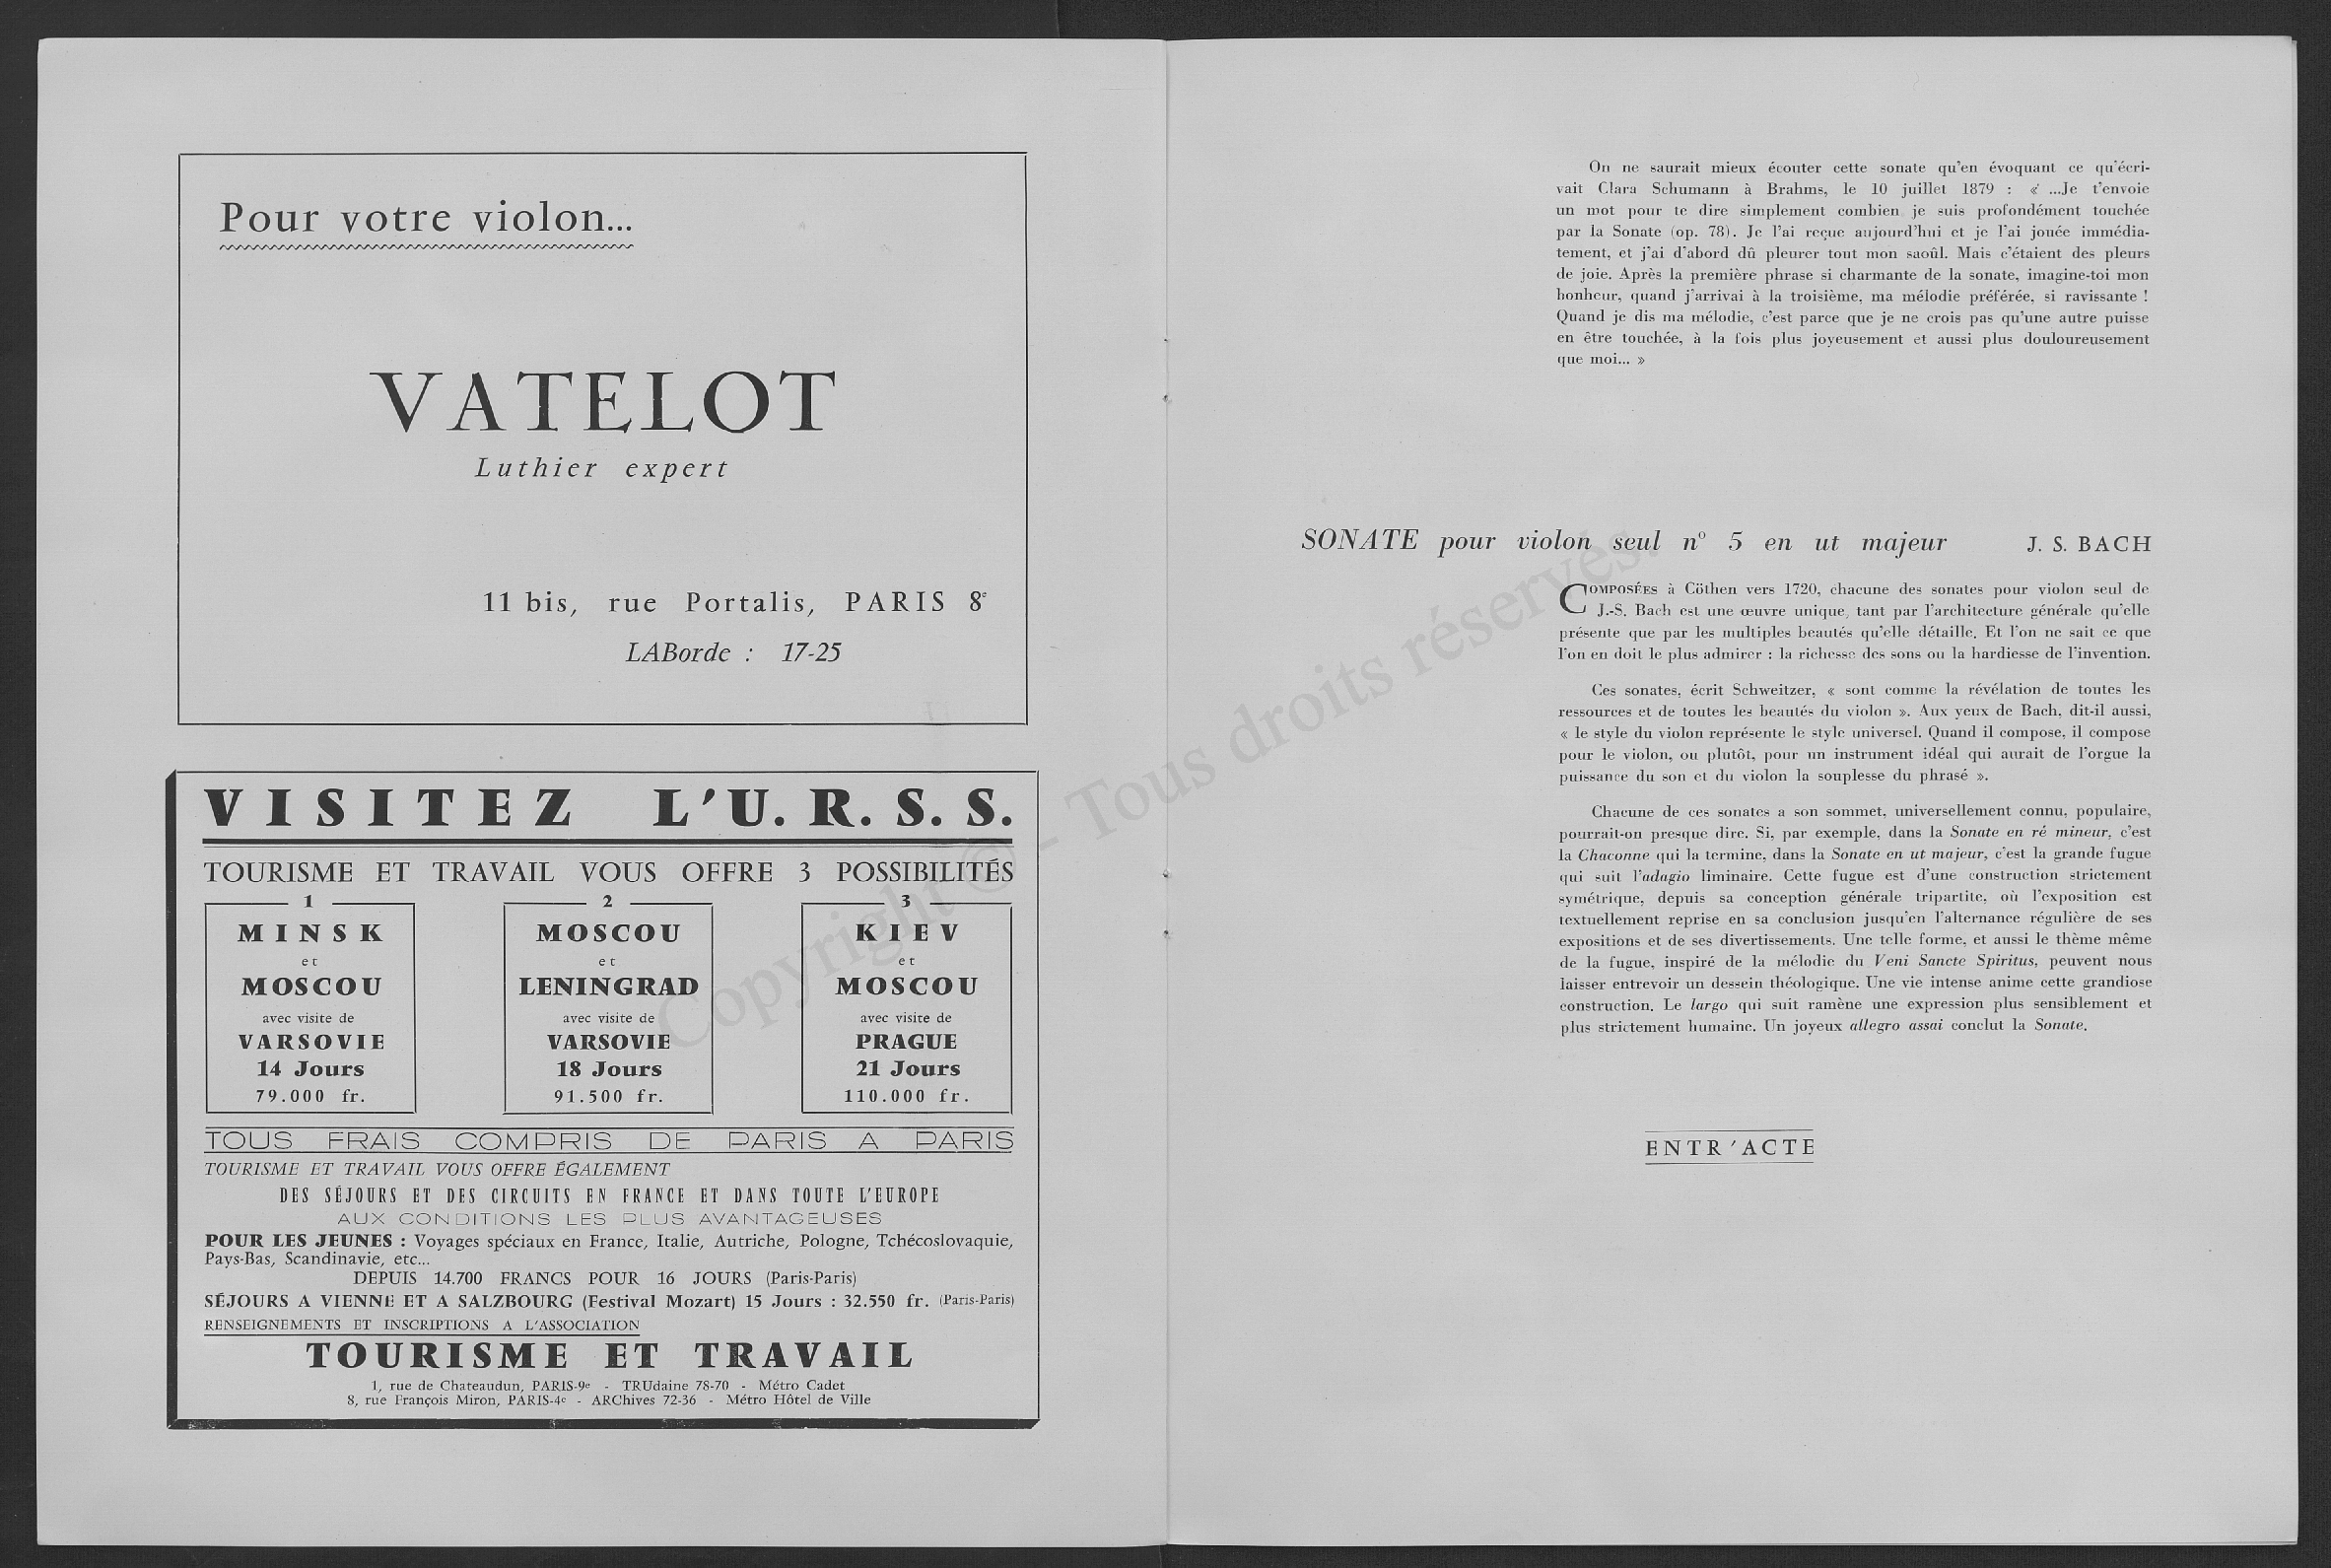 Pour votre violon...
VATELOT
Luthier expert
11 bis, rue Portalis, PARIS 8e
LABorde : 17-25
VISITEZ L'U.R.S.S.
TOURISME ET TRAVAIL VOUS OFFRE 3 POSSIBILITÉS
1
MINSK
et
MOSCOU
avec visite de
VARSOVIE
14 Jours
79.000 fr.
2
MOSCOU
et
LENINGRAD
avec visite de
VARSOVIE
18 Jours
91.500 fr.
3
KIEV
et
MOSCOU
avec visite de
PRAGUE
21 Jours
110.000 fr.
TOUS FRAIS COMPRIS DE PARIS A PARIS
TOURISME ET TRAVAIL VOUS OFFRE ÉGALEMENT
DES SÉJOURS ET DES CIRCUITS EN FRANCE ET DANS TOUTE L'EUROPE
AUX CONDITIONS LES PLUS AVANTAGEUSES
POUR LES JEUNES : Voyages spéciaux en France, Italie, Autriche, Pologne, Tchécoslovaquie,
Pays-Bas, Scandinavie, etc...
DEPUIS 14.700 FRANCS POUR 16 JOURS (Paris-Paris)
SÉJOURS A VIENNE ET A SALZBOURG (Festival Mozart) 15 Jours : 32.550 fr. (Paris-Paris)
RENSEIGNEMENTS ET INSCRIPTIONS A L'ASSOCIATION
TOURISME ET TRAVAIL
1, rue de Chateaudun, PARIS-9e - TRUdaine 78-70 - Métro Cadet
8, rue François Miron, PARIS-4e - ARChives 72-36 - Métro Hôtel de Ville
On ne saurait mieux écouter cette sonate qu'en évoquant ce qu'écri-
vait Clara Schumann à Brahms, le 10 juillet 1879 : « ...Je t'envoie
un mot pour te dire simplement combien je suis profondément touchée
par la Sonate (op. 78). Je l'ai reçue aujourd'hui et je l'ai jouée immédia-
tement, et j'ai d'abord dû pleurer tout mon saoûl. Mais c'étaient des pleurs
de joie. Après la première phrase si charmante de la sonate, imagine-toi mon
bonheur, quand j'arrivai à la troisième, ma mélodie préférée, si ravissante !
Quand je dis ma mélodie, c'est parce que je ne crois pas qu'une autre puisse
en être touchée, à la fois plus joyeusement et aussi plus douloureusement
que moi... »
SONATE pour violon seul n° 5 en ut majeur J. S. BACH
COMPOSÉES à Cöthen vers 1720, chacune des sonates pour violon seul de
J.-S. Bach est une œuvre unique, tant par l'architecture générale qu'elle
présente que par les multiples beautés qu'elle détaille. Et l'on ne sait ce que
l'on en doit le plus admirer : la richesse des sons ou la hardiesse de l'invention.
Ces sonates, écrit Schweitzer, « sont comme la révélation de toutes les
ressources et de toutes les beautés du violon ». Aux yeux de Bach, dit-il aussi,
« le style du violon représente le style universel. Quand il compose, il compose
pour le violon, ou plutôt, pour un instrument idéal qui aurait de l'orgue la
puissance du son et du violon la souplesse du phrasé ».
Chacune de ces sonates a son sommet, universellement connu, populaire,
pourrait-on presque dire. Si, par exemple, dans la Sonate en ré mineur, c'est
la Chaconne qui la termine, dans la Sonate en ut majeur, c'est la grande fugue
qui suit l'adagio liminaire. Cette fugue est d'une construction strictement
symétrique, depuis sa conception générale tripartite, où l'exposition est
textuellement reprise en sa conclusion jusqu'en l'alternance régulière de ses
expositions et de ses divertissements. Une telle forme, et aussi le thème même
de la fugue, inspiré de la mélodie du Veni Sancte Spiritus, peuvent nous
laisser entrevoir un dessein théologique. Une vie intense anime cette grandiose
construction. Le largo qui suit ramène une expression plus sensiblement et
plus strictement humaine. Un joyeux allegro assai conclut la Sonate.
ENTR'ACTE
Copyright © - Tous droits réservés.